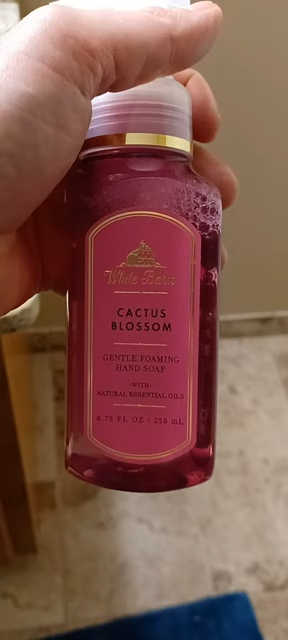 White Barn
CACTUS
BLOSSOM
GENTLE FOAMING
HAND SOAP
-WITH-
NATURAL ESSENTIAL OILS
8.75 FL OZ / 259 mL